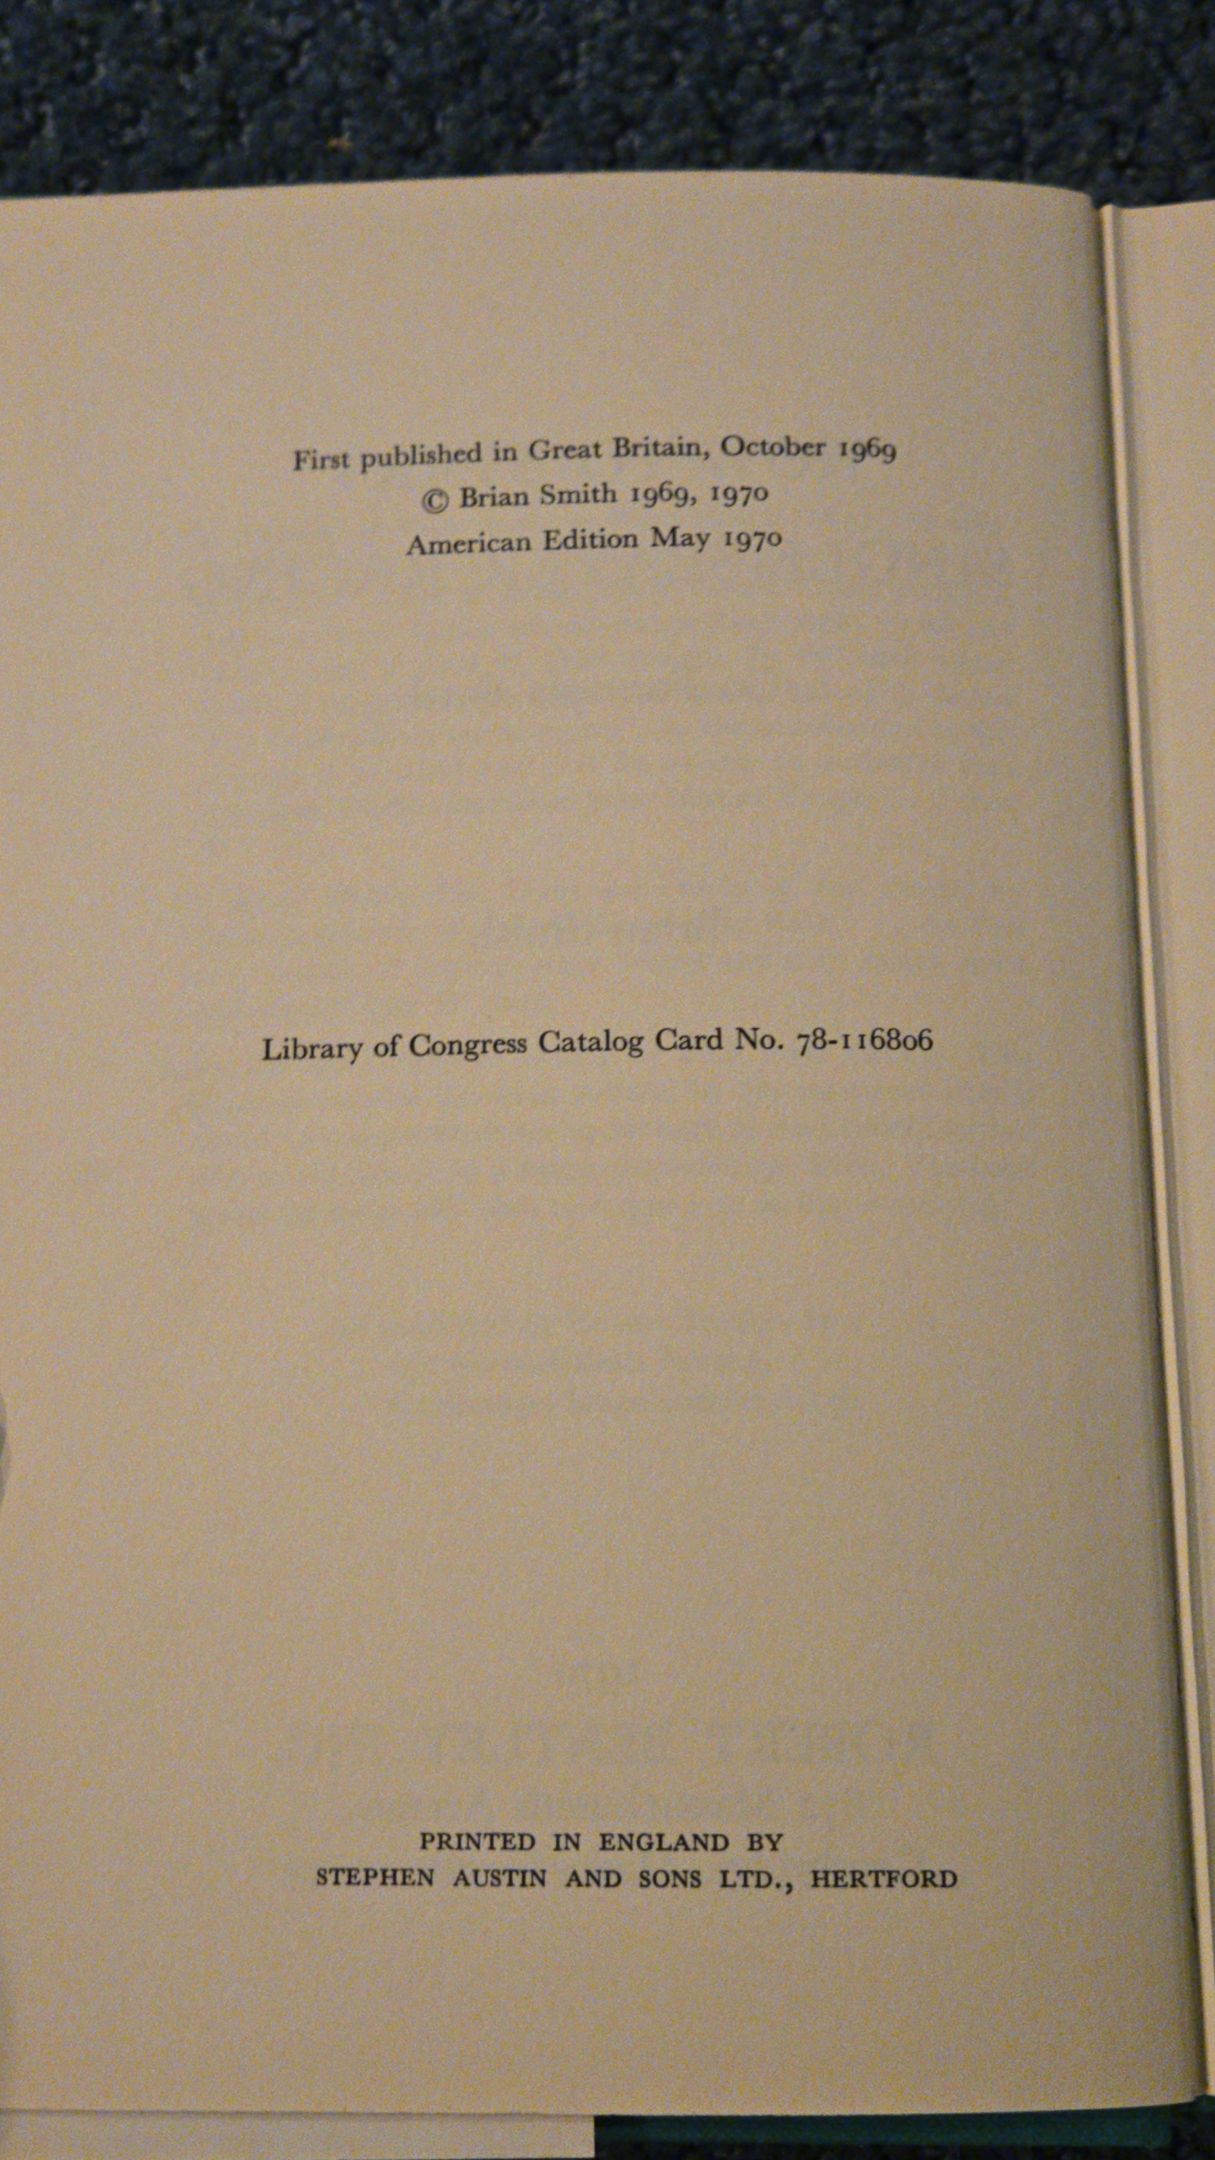 First published in Great Britain, October 1969
© Brian Smith 1969, 1970
American Edition May 1970
Library of Congress Catalog Card No. 78-116806
PRINTED IN ENGLAND BY
STEPHEN AUSTIN AND SONS LTD., HERTFORD